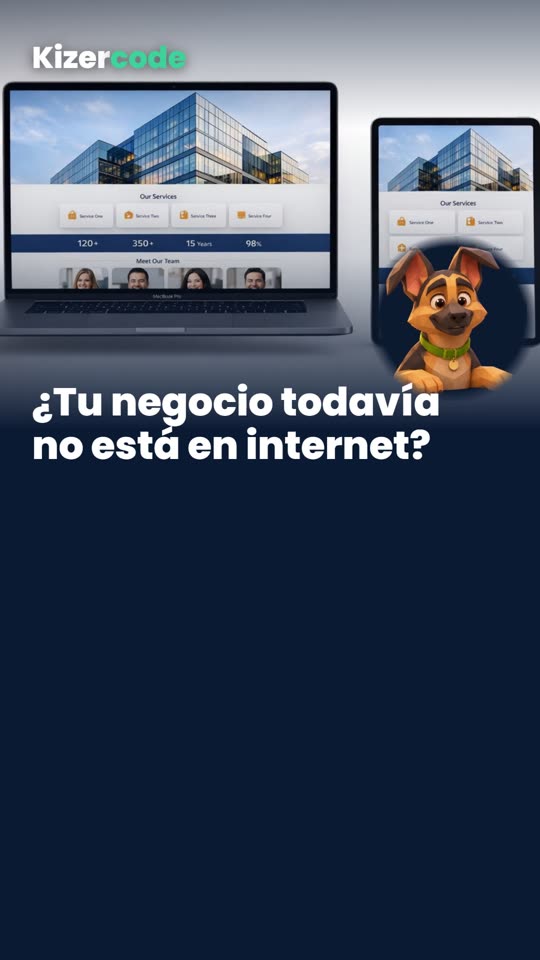 Kizercode
Our Services
Service One
Service Two
Service Three
Service Four
120+
350+
15 Years
98%
Meet Our Team
MacBook Pro
Our Services
Service One
Service Two
Four
¿Tu negocio todavía
no está en internet?